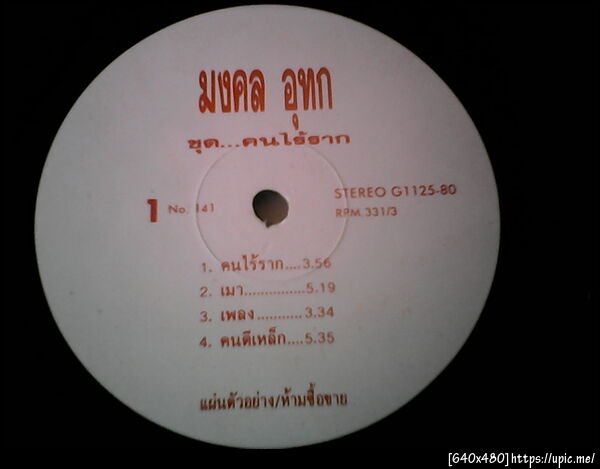 มงคล อุทก
ชุด...คนไร้ราก
STEREO G1125-80
1 No. 141
RPM 331/3
1. คนไร้ราก....3.56
2. เมา...............5.19
3. เพลง...........3.34
4. คนตีเหล็ก....5.35
แผ่นตัวอย่าง/ห้ามซื้อขาย
[640x480]https://upic.me/